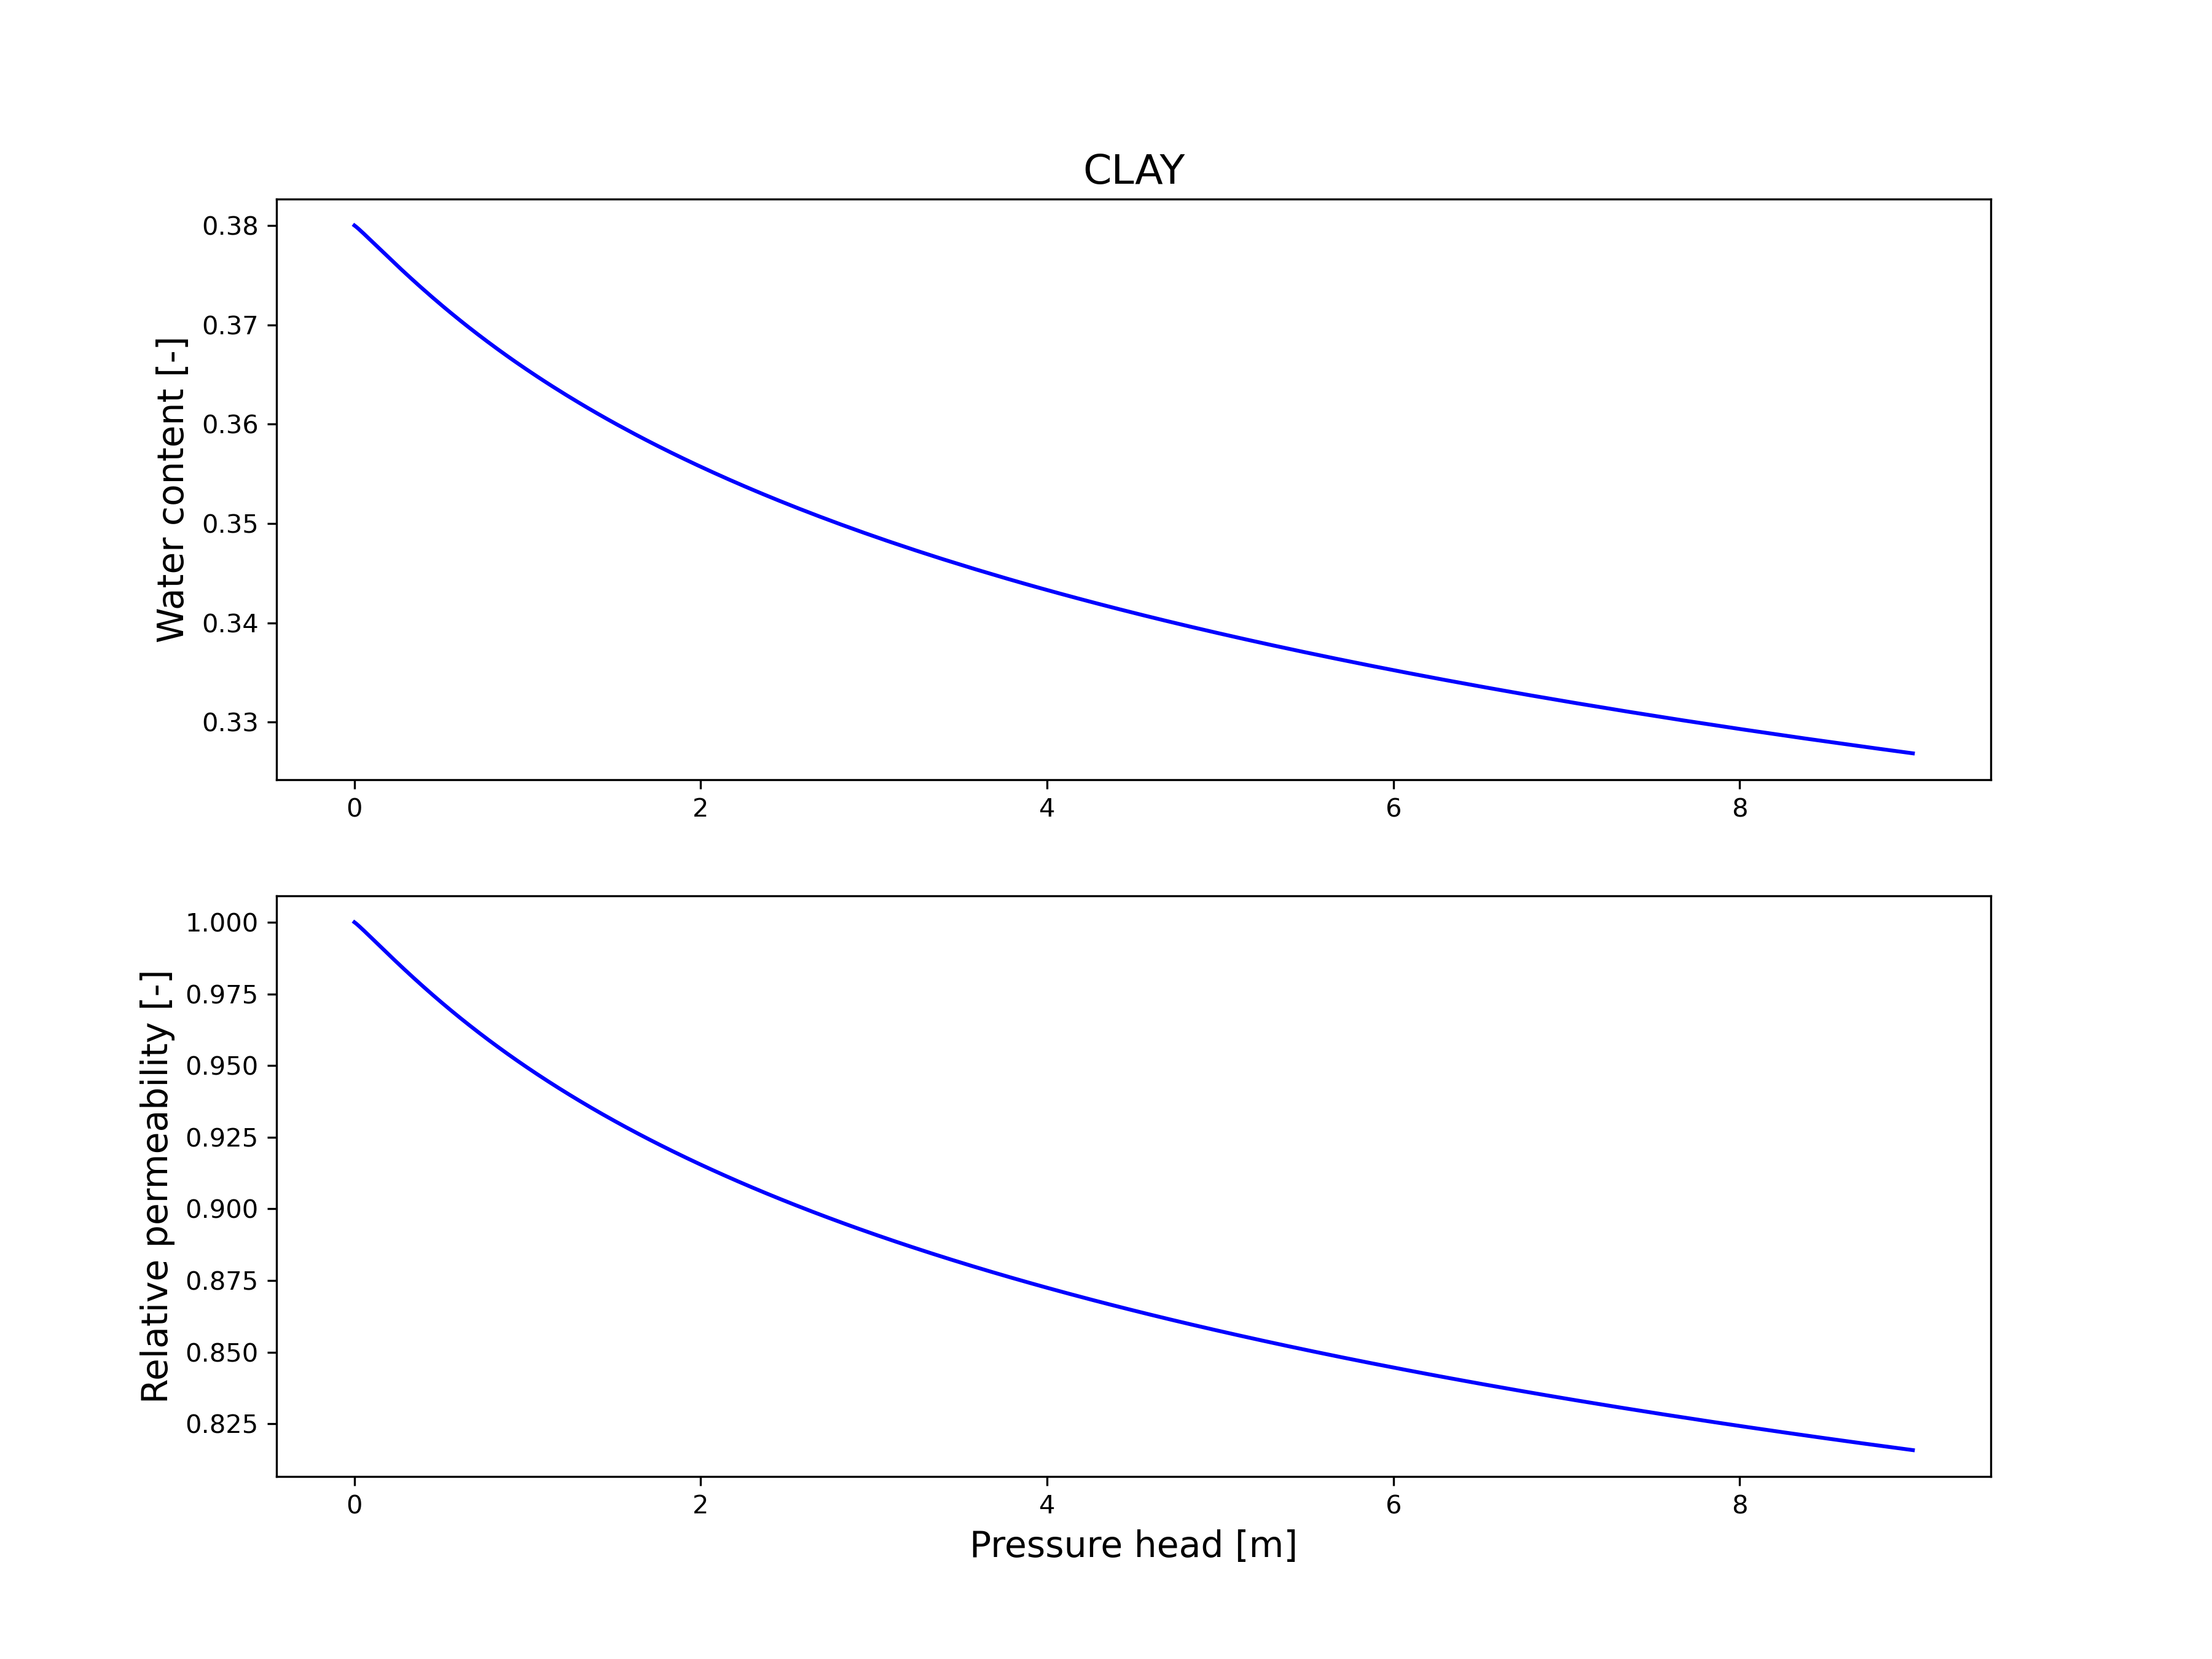 CLAY
Water content [-]
0.38
0.37
0.36
0.35
0.34
0.33
0 2 4 6 8
Relative permeability [-]
1.000
0.975
0.950
0.925
0.900
0.875
0.850
0.825
0 2 4 6 8
Pressure head [m]